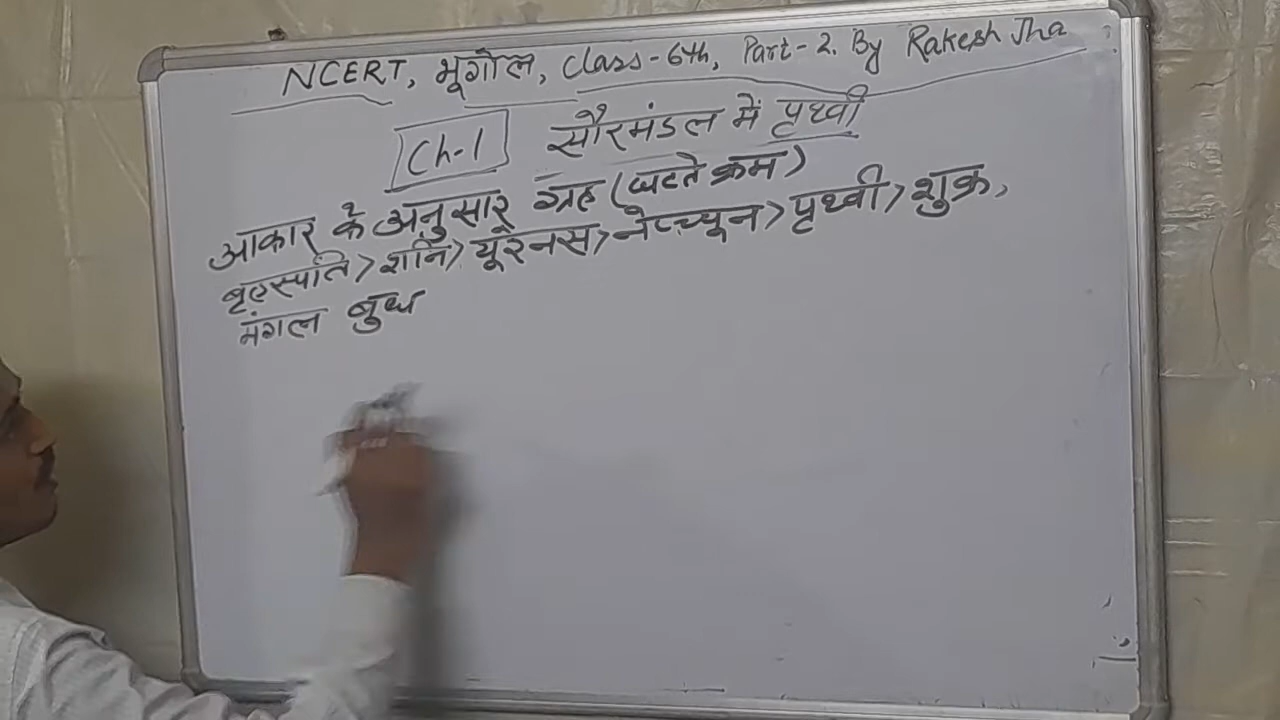 NCERT, भूगोल, Class-6th, Part-2. By Rakesh Jha
Ch-1 सौरमंडल में पृथ्वी
आकार के अनुसार ग्रह (घटते क्रम)
बृहस्पति > शनि > यूरेनस > नेप्च्यून > पृथ्वी > शुक्र,
मंगल बुध